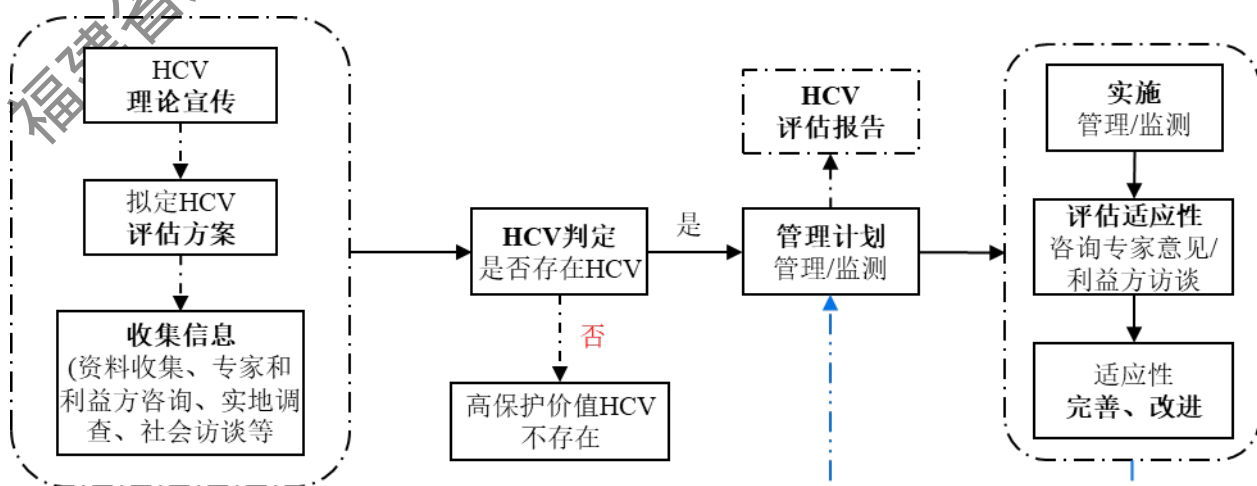 福建省
HCV
理论宣传
拟定HCV
评估方案
收集信息
(资料收集、专家和
利益方咨询、实地调
查、社会访谈等
HCV判定
是否存在HCV
是
否
高保护价值HCV
不存在
HCV
评估报告
管理计划
管理/监测
实施
管理/监测
评估适应性
咨询专家意见/
利益方访谈
适应性
完善、改进